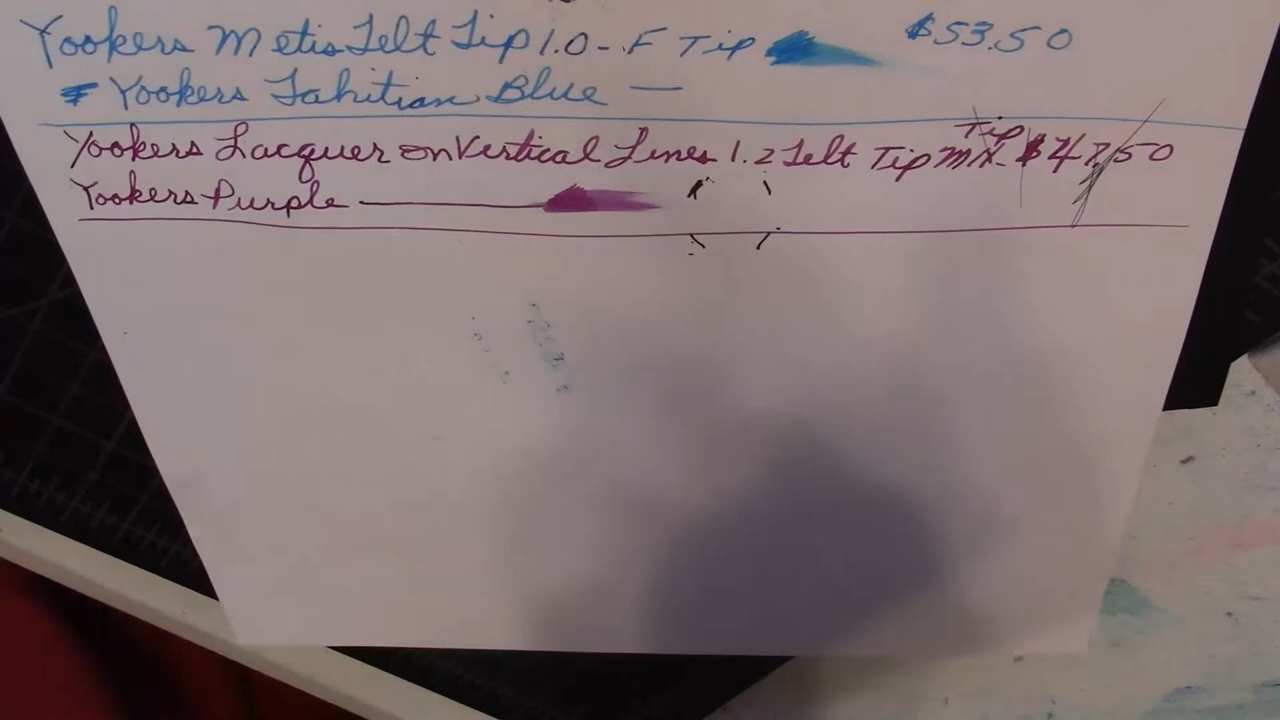 Yookers Metis Felt Tip 1.0 - F Tip $53.50
Yookers Tahitian Blue —
Tip
Yookers Lacquer on Vertical Lines 1.2 Felt Tip M
Yookers Purple —